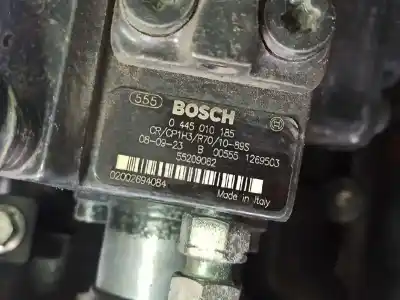 555 BOSCH
0 445 010 185
CR/CP1H3/R70/10-89S
08-09-23 B 00555 1269503
55209062
02002694084
Made in Italy